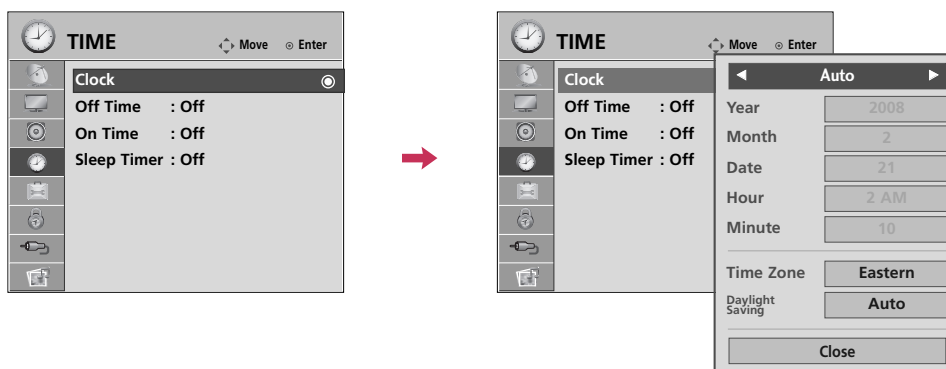 TIME
Move Enter
Clock
Off Time : Off
On Time : Off
Sleep Timer : Off
TIME
Move Enter
Clock
Off Time : Off
On Time : Off
Sleep Timer : Off
Auto
Year 2008
Month 2
Date 21
Hour 2 AM
Minute 10
Time Zone Eastern
Daylight
Saving Auto
Close